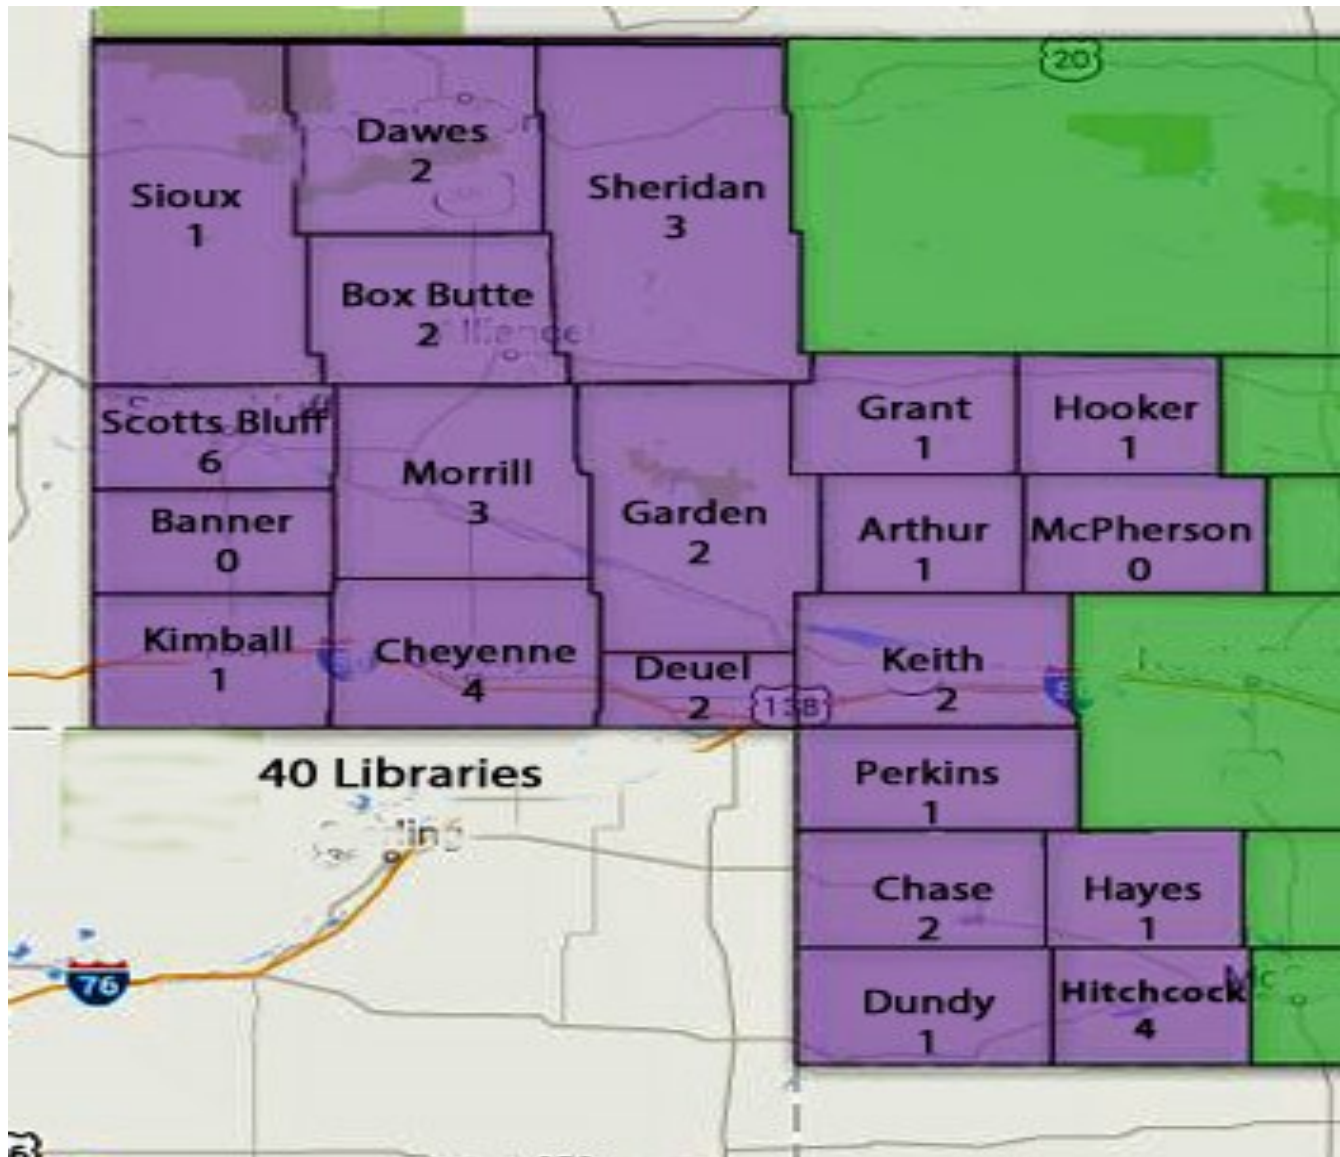 20
Dawes
2
Sioux
1
Sheridan
3
Box Butte
2
Scotts Bluff
6
Grant
1
Hooker
1
Morrill
3
Garden
2
Banner
0
Arthur
1
McPherson
0
Kimball
1
Cheyenne
4
Deuel
2
138
Keith
2
40 Libraries
Perkins
1
Chase
2
Hayes
1
76
Dundy
1
Hitchcock
4